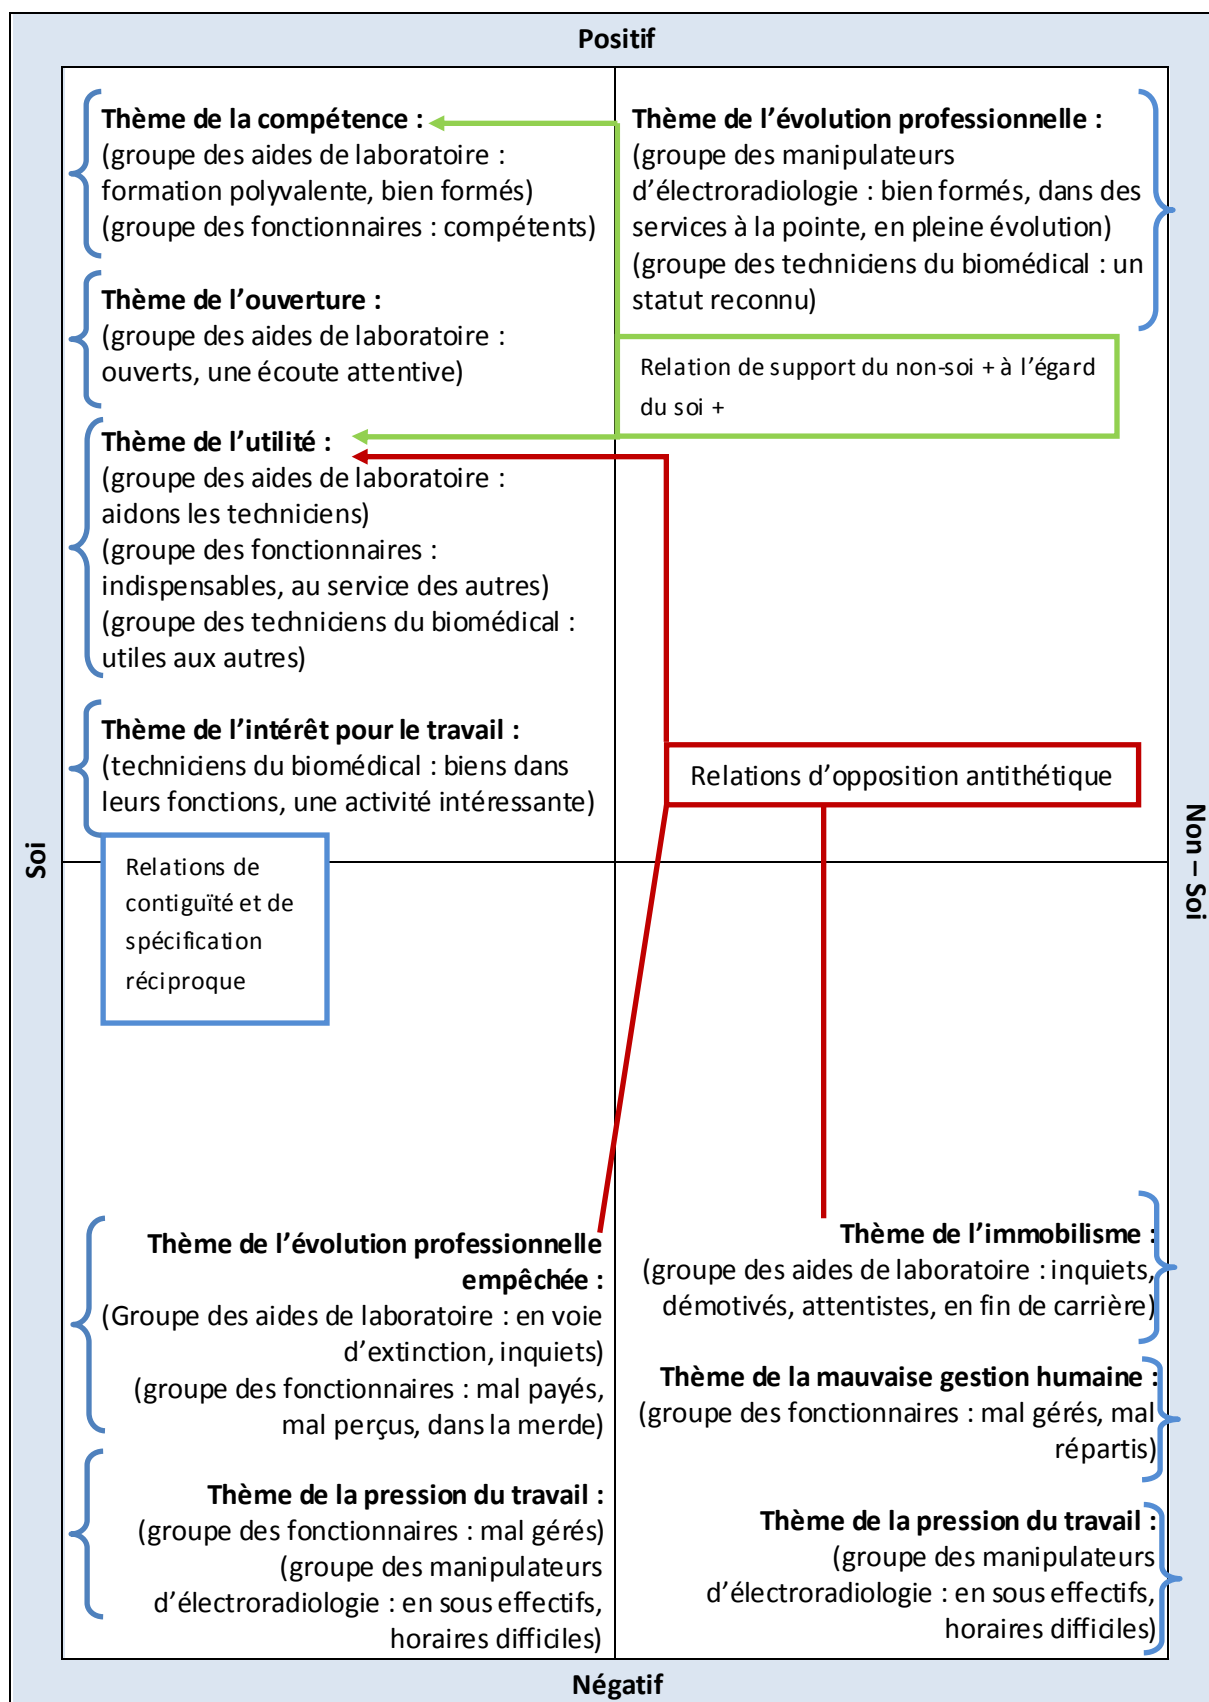 Positif
Thème de la compétence :
(groupe des aides de laboratoire :
formation polyvalente, bien formés)
(groupe des fonctionnaires : compétents)
Thème de l’ouverture :
(groupe des aides de laboratoire :
ouverts, une écoute attentive)
Thème de l’utilité :
(groupe des aides de laboratoire :
aidons les techniciens)
(groupe des fonctionnaires :
indispensables, au service des autres)
(groupe des techniciens du biomédical :
utiles aux autres)
Thème de l’intérêt pour le travail :
(techniciens du biomédical : biens dans
leurs fonctions, une activité intéressante)
Thème de l’évolution professionnelle :
(groupe des manipulateurs
d’électroradiologie : bien formés, dans des
services à la pointe, en pleine évolution)
(groupe des techniciens du biomédical : un
statut reconnu)
Relation de support du non-soi + à l’égard
du soi +
Relations d’opposition antithétique
Soi
Non – Soi
Relations de
contiguïté et de
spécification
réciproque
Thème de l’évolution professionnelle
empêchée :
(Groupe des aides de laboratoire : en voie
d’extinction, inquiets)
(groupe des fonctionnaires : mal payés,
mal perçus, dans la merde)
Thème de la pression du travail :
(groupe des fonctionnaires : mal gérés)
(groupe des manipulateurs
d’électroradiologie : en sous effectifs,
horaires difficiles)
Thème de l’immobilisme :
(groupe des aides de laboratoire : inquiets,
démotivés, attentistes, en fin de carrière)
Thème de la mauvaise gestion humaine :
(groupe des fonctionnaires : mal gérés, mal
répartis)
Thème de la pression du travail :
(groupe des manipulateurs
d’électroradiologie : en sous effectifs,
horaires difficiles)
Négatif